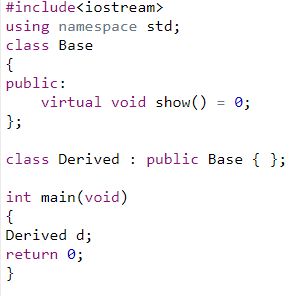 #include<iostream>
using namespace std;
class Base
{
public:
    virtual void show() = 0;
};

class Derived : public Base { };

int main(void)
{
Derived d;
return 0;
}